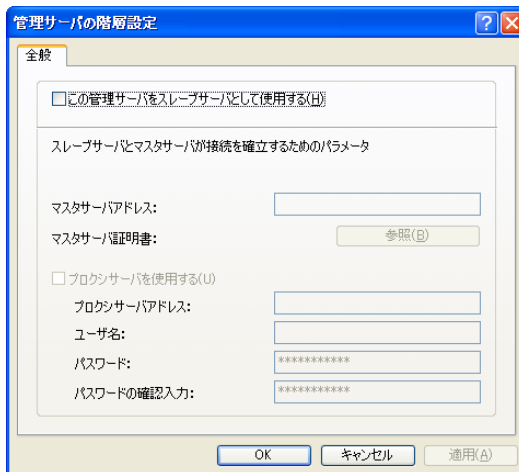 管理サーバの階層設定
全般
この管理サーバをスレーブサーバとして使用する(H)
スレーブサーバとマスタサーバが接続を確立するためのパラメータ
マスタサーバアドレス:
マスタサーバ証明書:
参照(B)
プロクシサーバを使用する(U)
プロクシサーバアドレス:
ユーザ名:
パスワード:
***********
パスワードの確認入力:
***********
OK
キャンセル
適用(A)